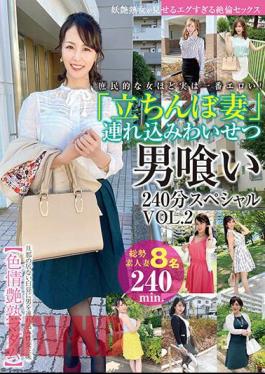 妖艶熟女が見せるエグすぎる絶倫セックス
庶民的な女ほど実は一番エロい!
「立ちんぼ妻」
連れ込みわいせつ
男喰い
240分スペシャル
VOL.2
総勢
素人妻8名
240
min.
【色情艶熟